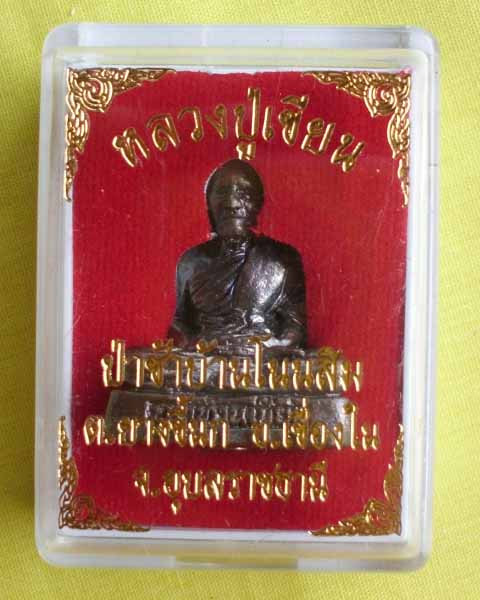 หลวงปู่เขียน
ป่าช้าบ้านโนนสิม
ต.ยางขี้นก อ.เขื่องใน
จ.อุบลราชธานี